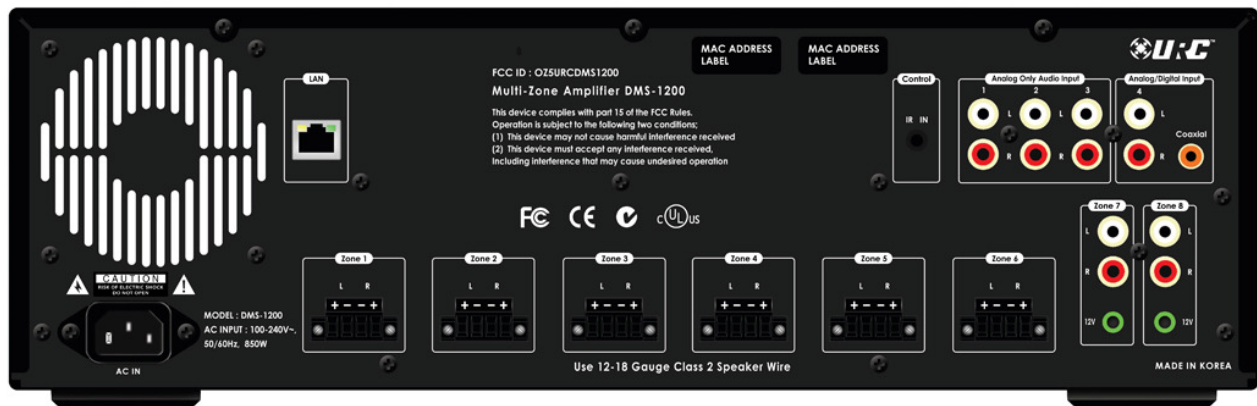 LAN
FCC ID : OZ5URCDMS1200
Multi-Zone Amplifier DMS-1200
This device complies with part 15 of the FCC Rules.
Operation is subject to the following two conditions;
(1) This device may not cause harmful interference received
(2) This device must accept any interference received,
Including interference that may cause undesired operation
MAC ADDRESS
LABEL
MAC ADDRESS
LABEL
URC™
Control
IR IN
Analog Only Audio Input
1 2 3
L L
R R
Analog/Digital Input
4
L
R
Coaxial
FC CE c UL us
Zone 1
L R
+ - - +
Zone 2
L R
+ - - +
Zone 3
L R
+ - - +
Zone 4
L R
+ - - +
Zone 5
L R
+ - - +
Zone 6
L R
+ - - +
Zone 7
L
R
12V
Zone 8
L
R
12V
CAUTION
RISK OF ELECTRIC SHOCK
DO NOT OPEN
MODEL : DMS-1200
AC INPUT : 100-240V~,
50/60Hz, 850W
AC IN
Use 12-18 Gauge Class 2 Speaker Wire
MADE IN KOREA